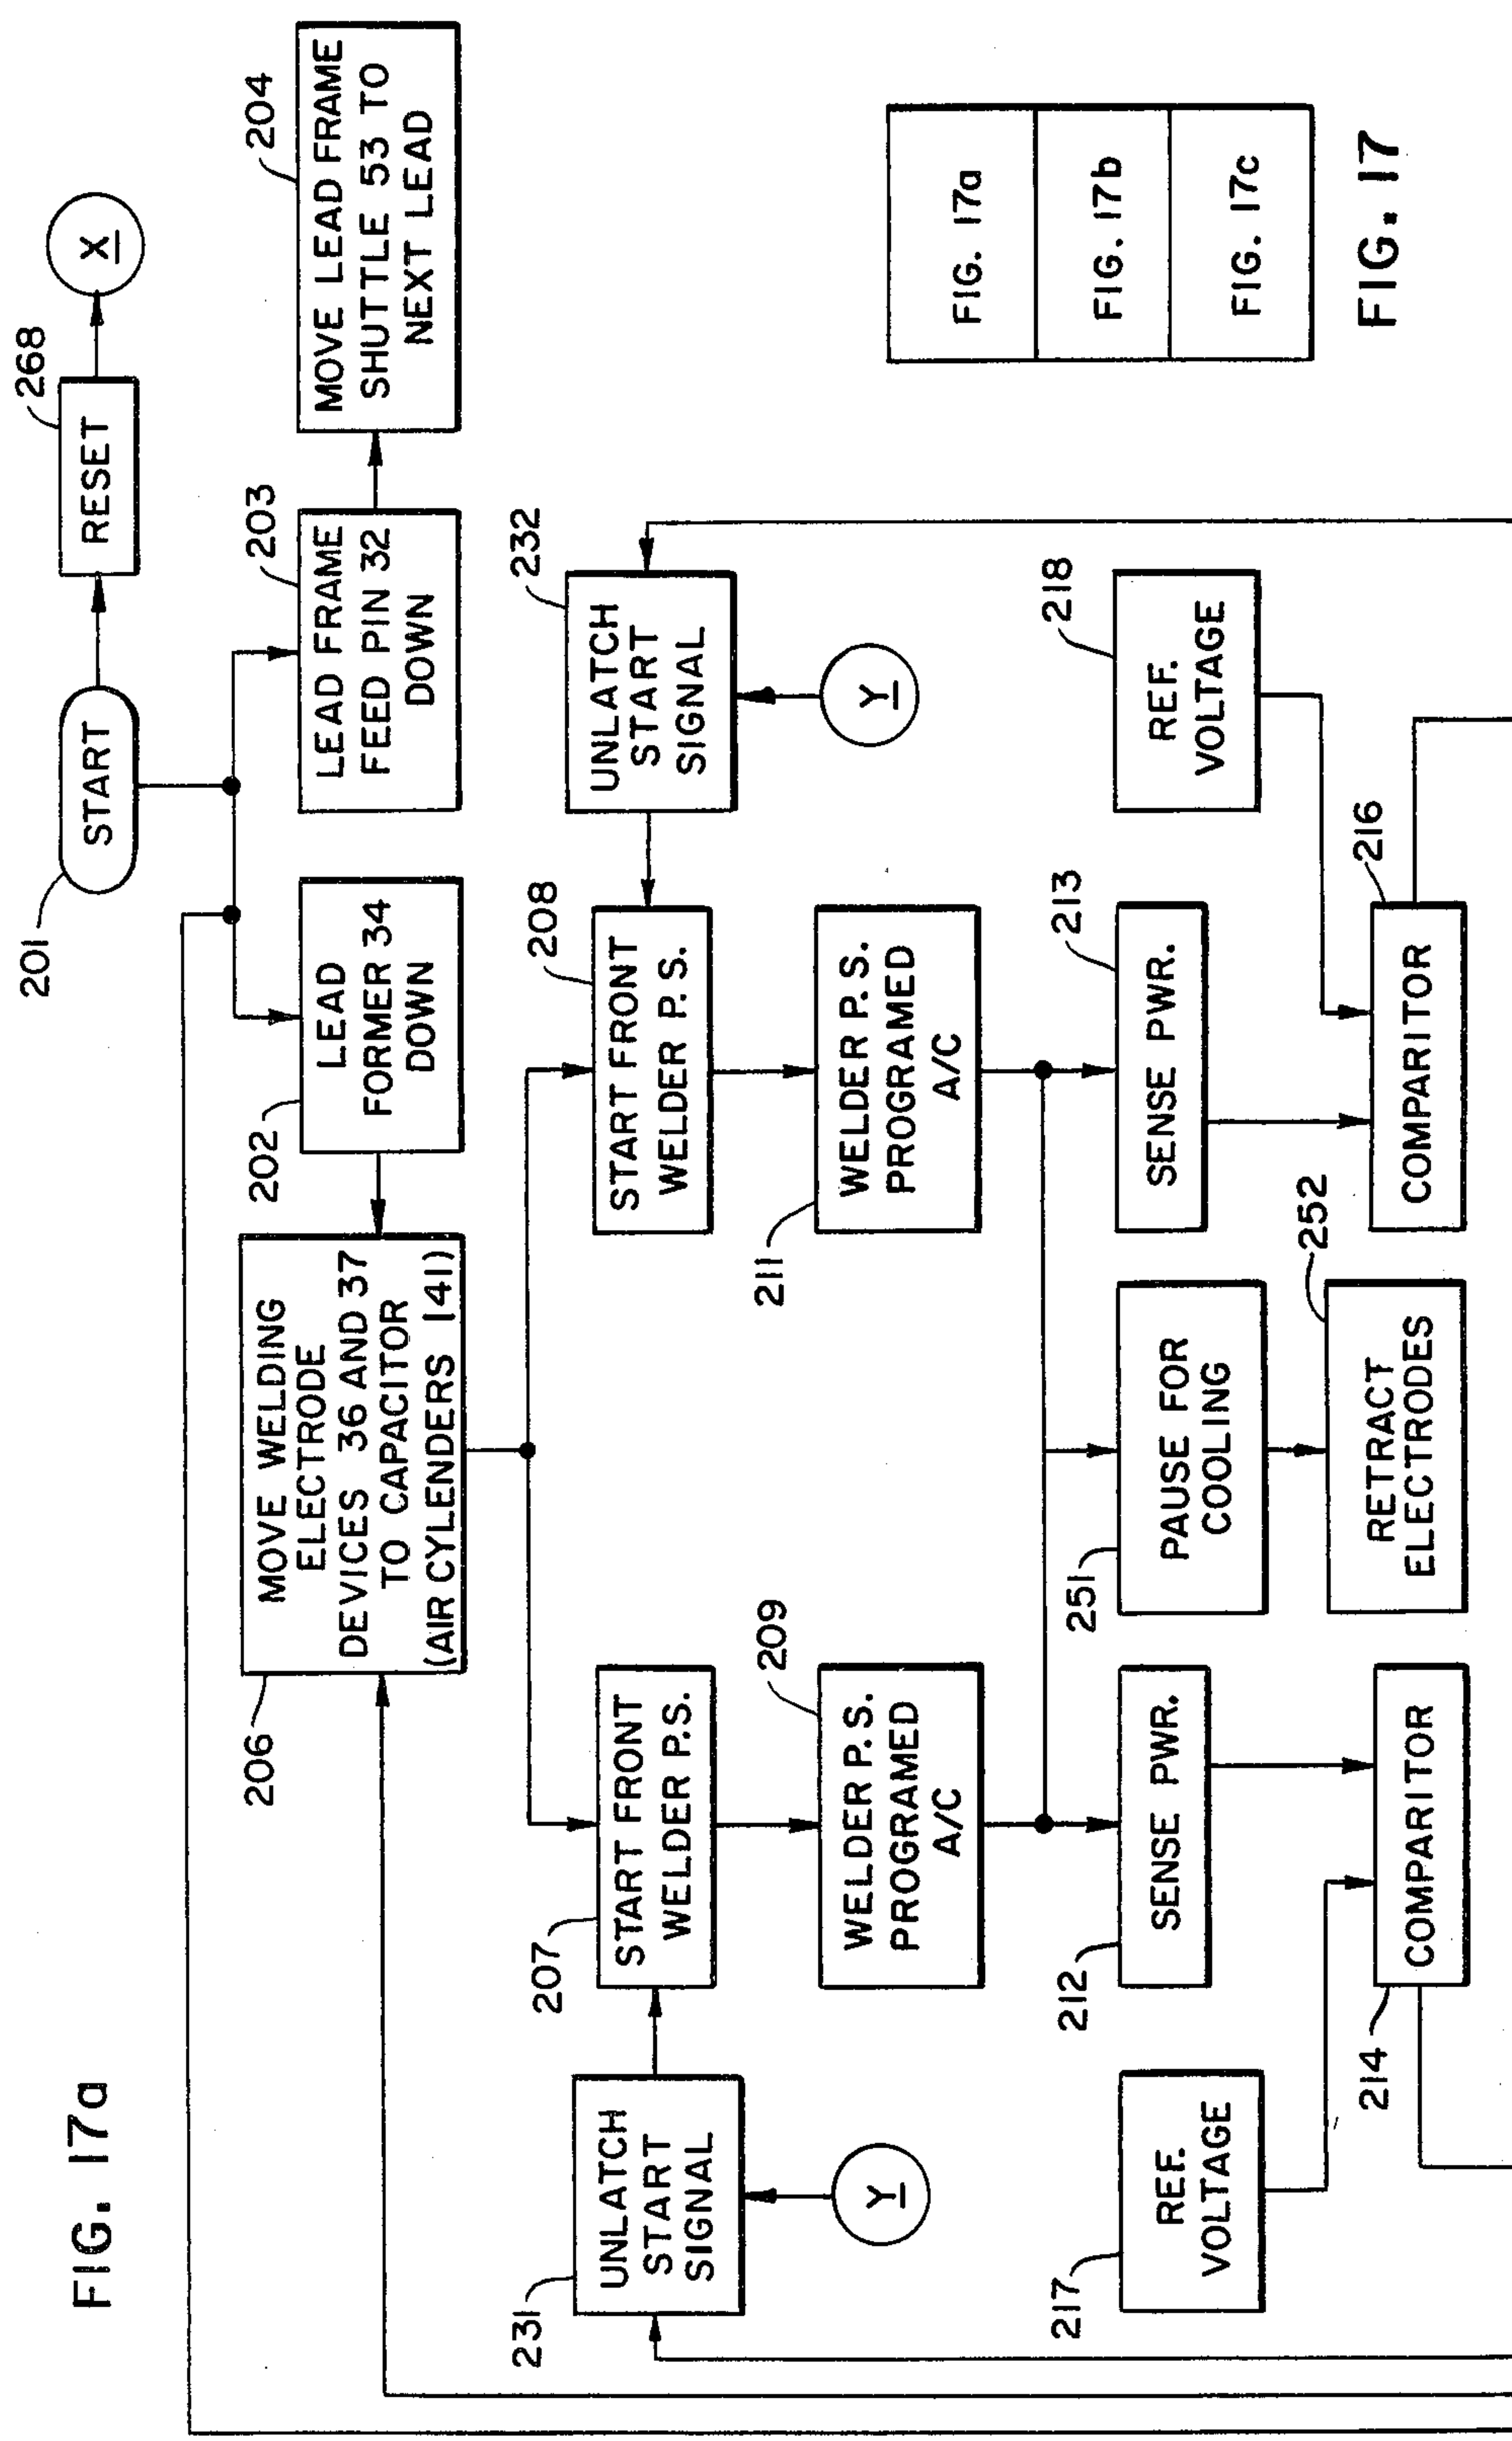 FIG. 17a
201
START
268
RESET
X
206
MOVE WELDING
ELECTRODE
DEVICES 36 AND 37
TO CAPACITOR
(AIR CYLENDERS 141)
202
LEAD
FORMER 34
DOWN
203
LEAD FRAME
FEED PIN 32
DOWN
204
MOVE LEAD FRAME
SHUTTLE 53 TO
NEXT LEAD
231
UNLATCH
START
SIGNAL
Y
207
START FRONT
WELDER P.S.
208
START FRONT
WELDER P.S.
232
UNLATCH
START
SIGNAL
Y
209
WELDER P.S.
PROGRAMED
A/C
211
WELDER P.S.
PROGRAMED
A/C
217
REF.
VOLTAGE
212
SENSE PWR.
251
PAUSE FOR
COOLING
213
SENSE PWR.
218
REF.
VOLTAGE
214
COMPARITOR
252
RETRACT
ELECTRODES
216
COMPARITOR
FIG. 17a
FIG. 17b
FIG. 17c
FIG. 17